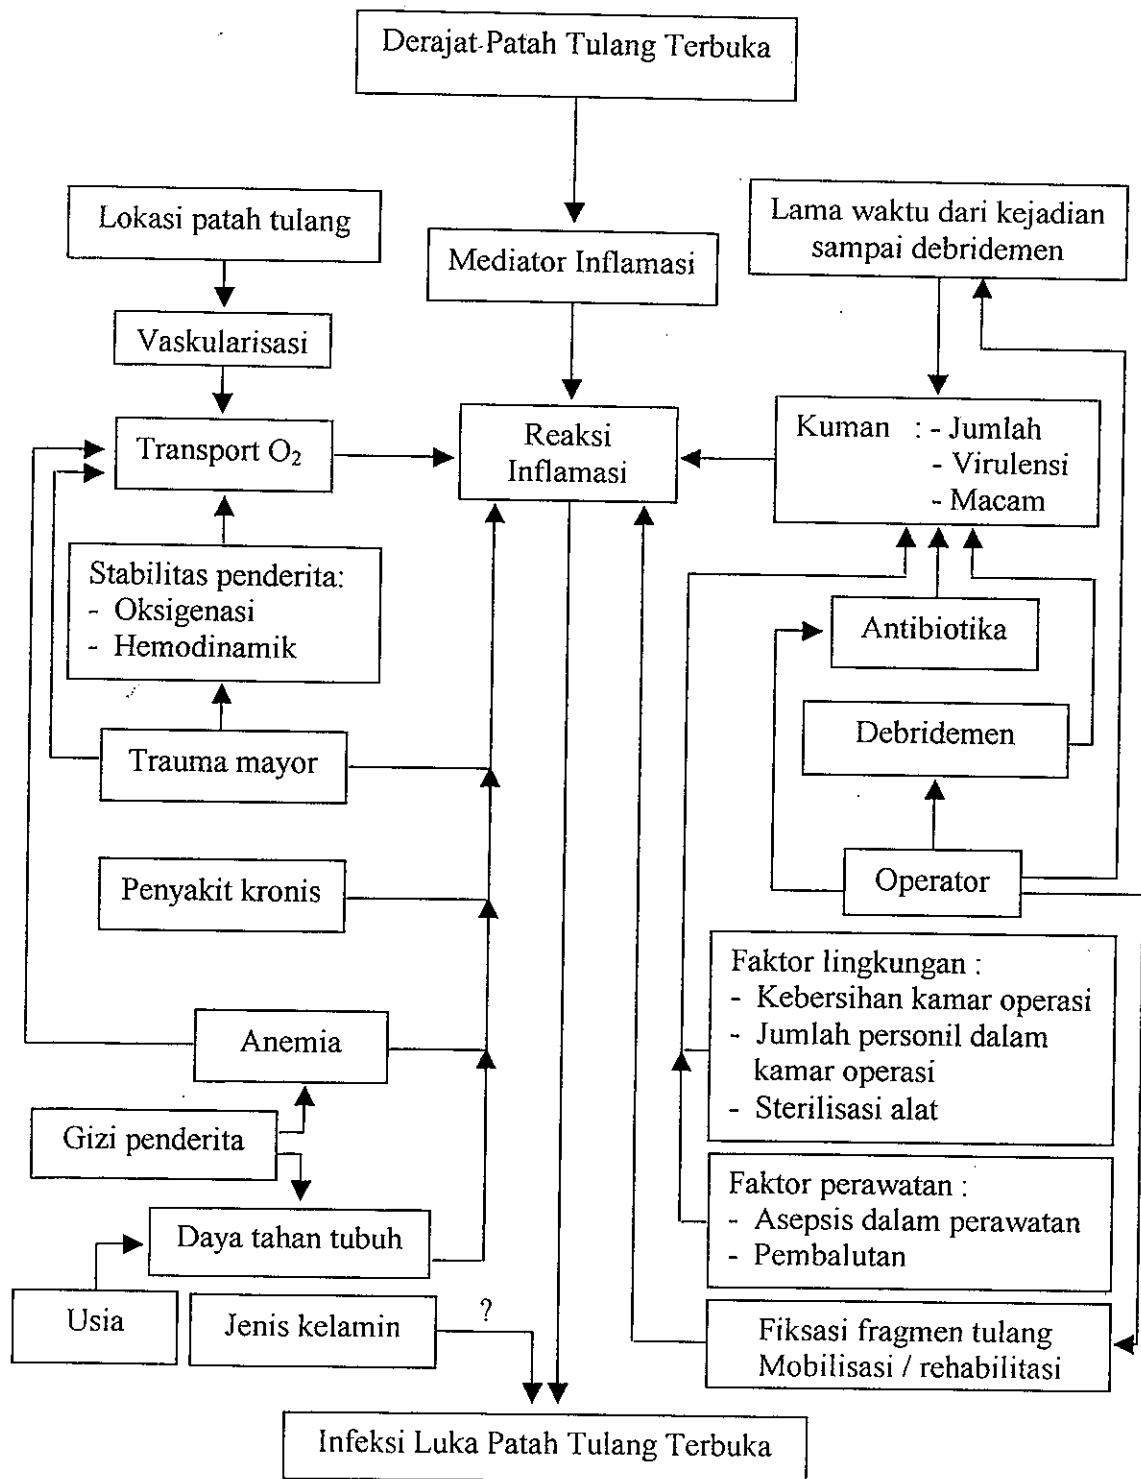 Derajat Patah Tulang Terbuka
Lokasi patah tulang
Mediator Inflamasi
Lama waktu dari kejadian
sampai debridemen
Vaskularisasi
Transport O₂
Reaksi
Inflamasi
Kuman : - Jumlah
- Virulensi
- Macam
Stabilitas penderita:
- Oksigenasi
- Hemodinamik
Antibiotika
Trauma mayor
Debridemen
Penyakit kronis
Operator
Anemia
Faktor lingkungan :
- Kebersihan kamar operasi
- Jumlah personil dalam
kamar operasi
- Sterilisasi alat
Gizi penderita
Daya tahan tubuh
Faktor perawatan :
- Asepsis dalam perawatan
- Pembalutan
Usia
Jenis kelamin
?
Fiksasi fragmen tulang
Mobilisasi / rehabilitasi
Infeksi Luka Patah Tulang Terbuka